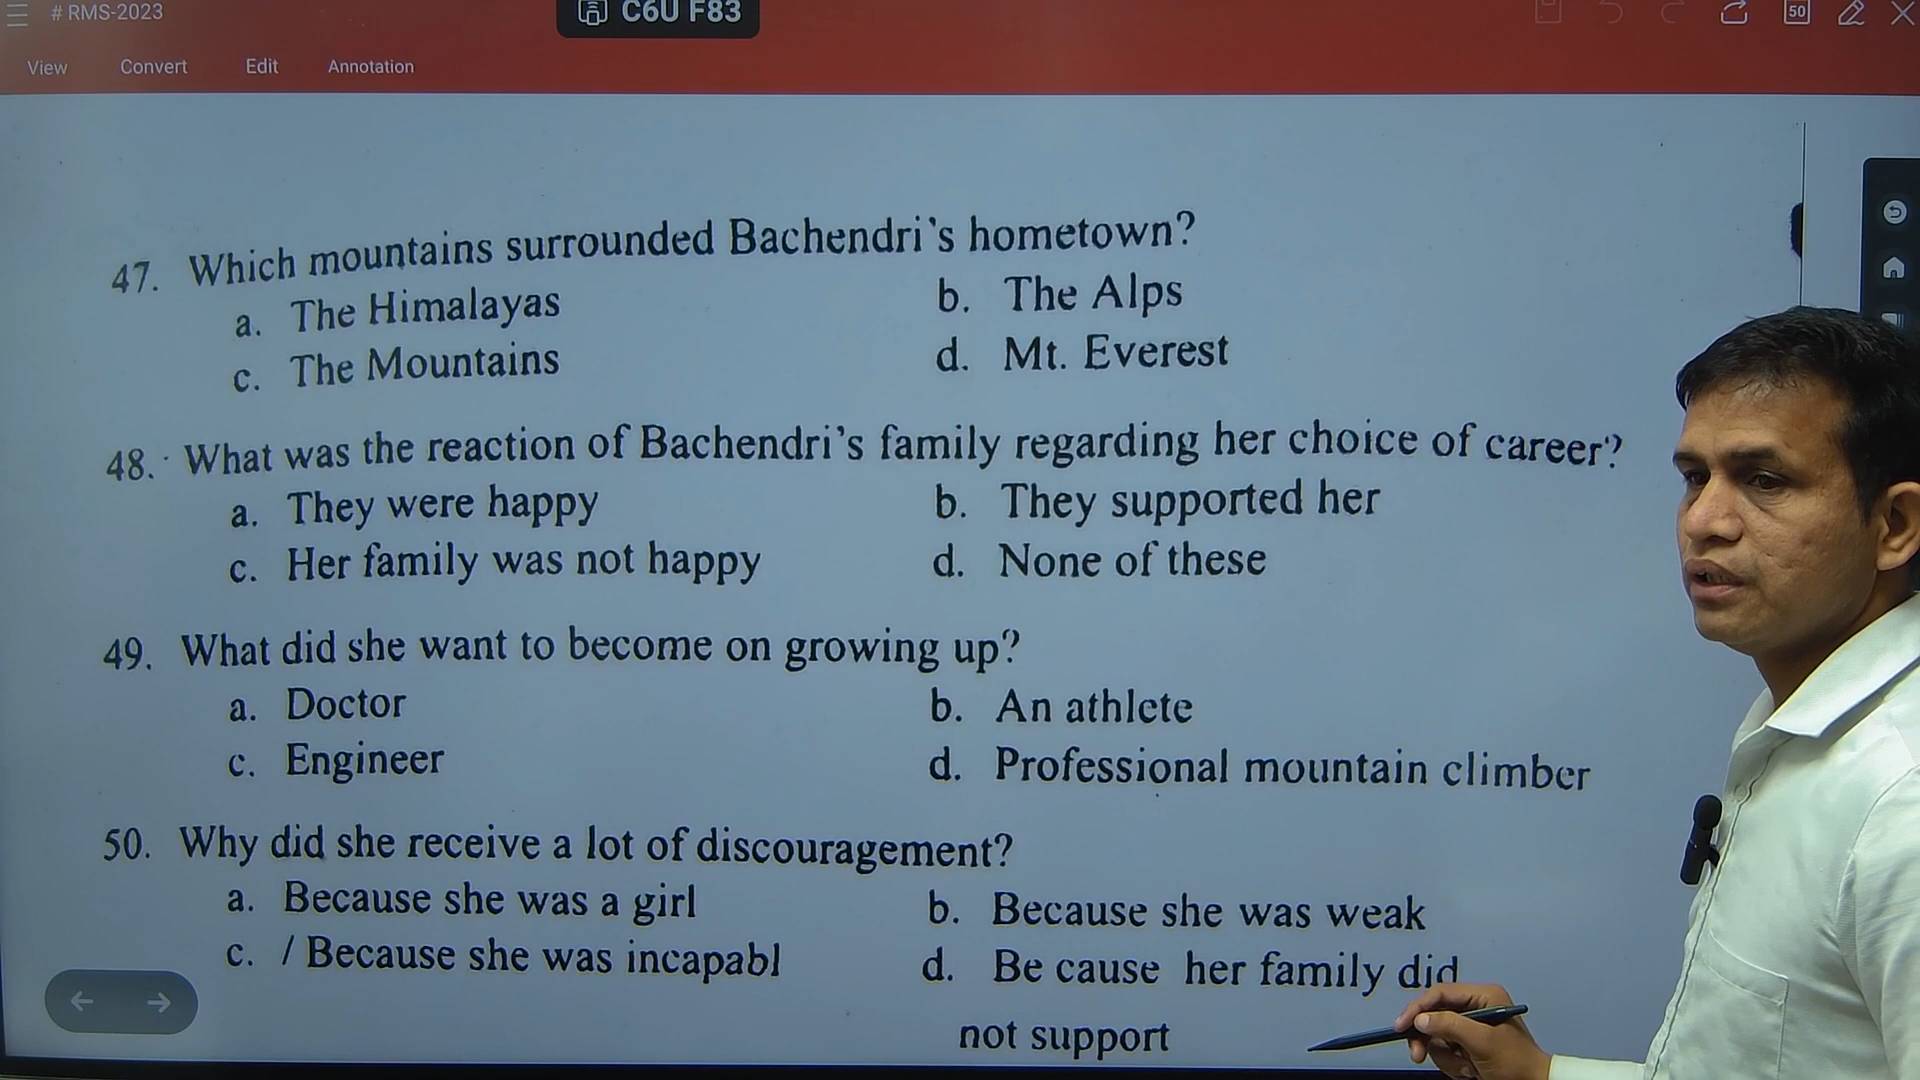 # RMS-2023
C6U F83
50
View Convert Edit Annotation
47. Which mountains surrounded Bachendri's hometown?
a. The Himalayas b. The Alps
c. The Mountains d. Mt. Everest
48. What was the reaction of Bachendri's family regarding her choice of career?
a. They were happy b. They supported her
c. Her family was not happy d. None of these
49. What did she want to become on growing up?
a. Doctor b. An athlete
c. Engineer d. Professional mountain climber
50. Why did she receive a lot of discouragement?
a. Because she was a girl b. Because she was weak
c. / Because she was incapabl d. Be cause her family did
not support